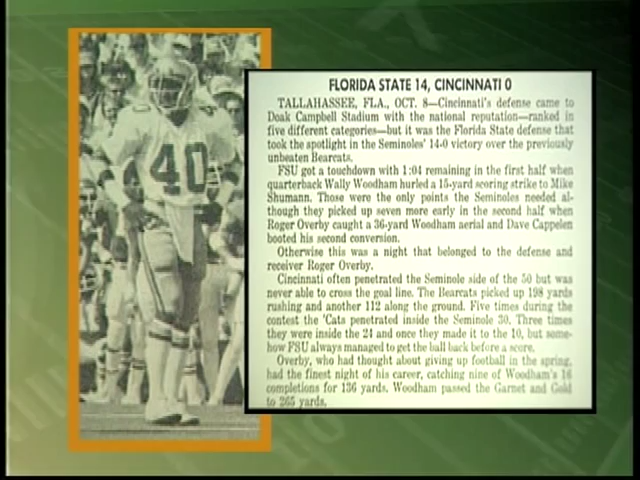 40
FLORIDA STATE 14, CINCINNATI 0
TALLAHASSEE, FLA., OCT. 8—Cincinnati's defense came to
Doak Campbell Stadium with the national reputation—ranked in
five different categories—but it was the Florida State defense that
took the spotlight in the Seminoles' 14-0 victory over the previously
unbeaten Bearcats.
FSU got a touchdown with 1:04 remaining in the first half when
quarterback Wally Woodham hurled a 15-yard scoring strike to Mike
Shumann. Those were the only points the Seminoles needed al-
though they picked up seven more early in the second half when
Roger Overby caught a 36-yard Woodham aerial and Dave Cappelen
booted his second conversion.
Otherwise this was a night that belonged to the defense and
receiver Roger Overby.
Cincinnati often penetrated the Seminole side of the 50 but was
never able to cross the goal line. The Bearcats picked up 198 yards
rushing and another 112 along the ground. Five times during the
contest the 'Cats penetrated inside the Seminole 30. Three times
they were inside the 21 and once they made it to the 10, but some-
how FSU always managed to get the ball back before a score.
Overby, who had thought about giving up football in the spring,
had the finest night of his career, catching nine of Woodham's 16
completions for 136 yards. Woodham passed the Garnet and Gold
to 265 yards.